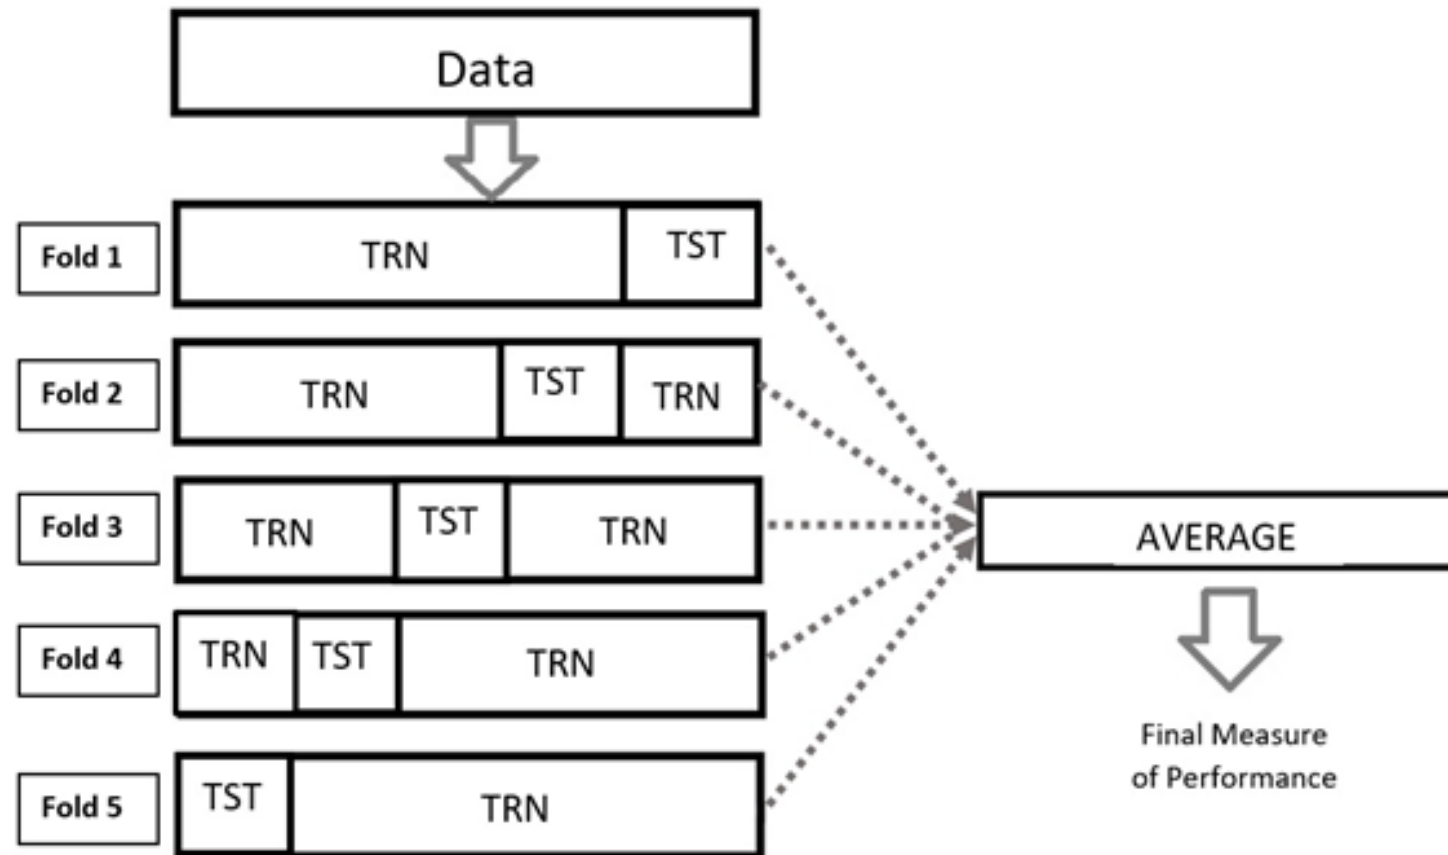 Data
Fold 1
TRN
TST
Fold 2
TRN
TST
TRN
Fold 3
TRN
TST
TRN
Fold 4
TRN
TST
TRN
Fold 5
TST
TRN
AVERAGE
Final Measure
of Performance